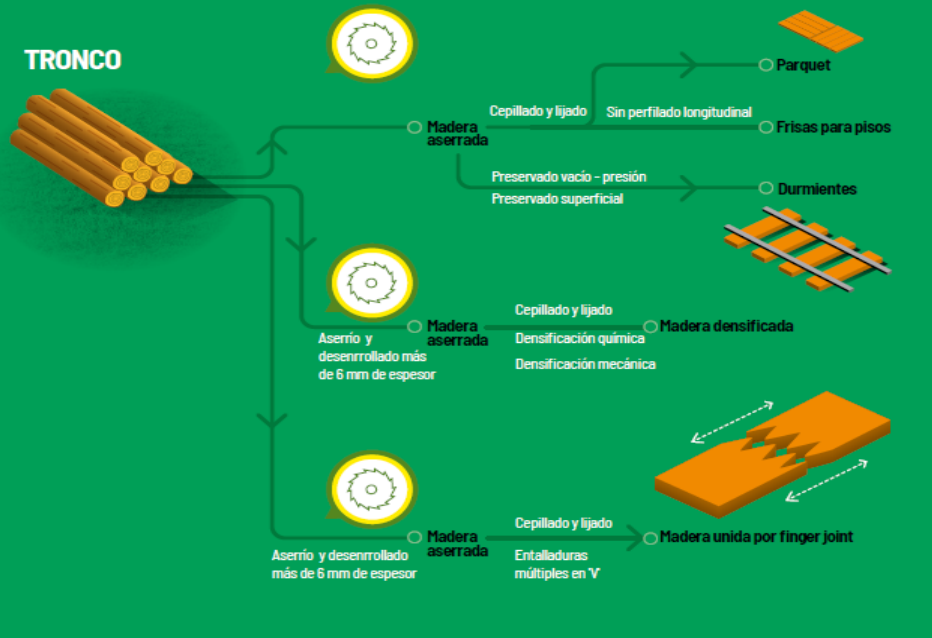 TRONCO
Parquet
Cepillado y lijado
Sin perfilado longitudinal
Madera
aserrada
Frisas para pisos
Preservado vacío - presión
Preservado superficial
Durmientes
Aserrío y
desenrrollado más
de 6 mm de espesor
Madera
aserrada
Cepillado y lijado
Densificación química
Densificación mecánica
Madera densificada
Aserrío y desenrrollado
más de 6 mm de espesor
Madera
aserrada
Cepillado y lijado
Entalladuras
múltiples en 'V'
Madera unida por finger joint